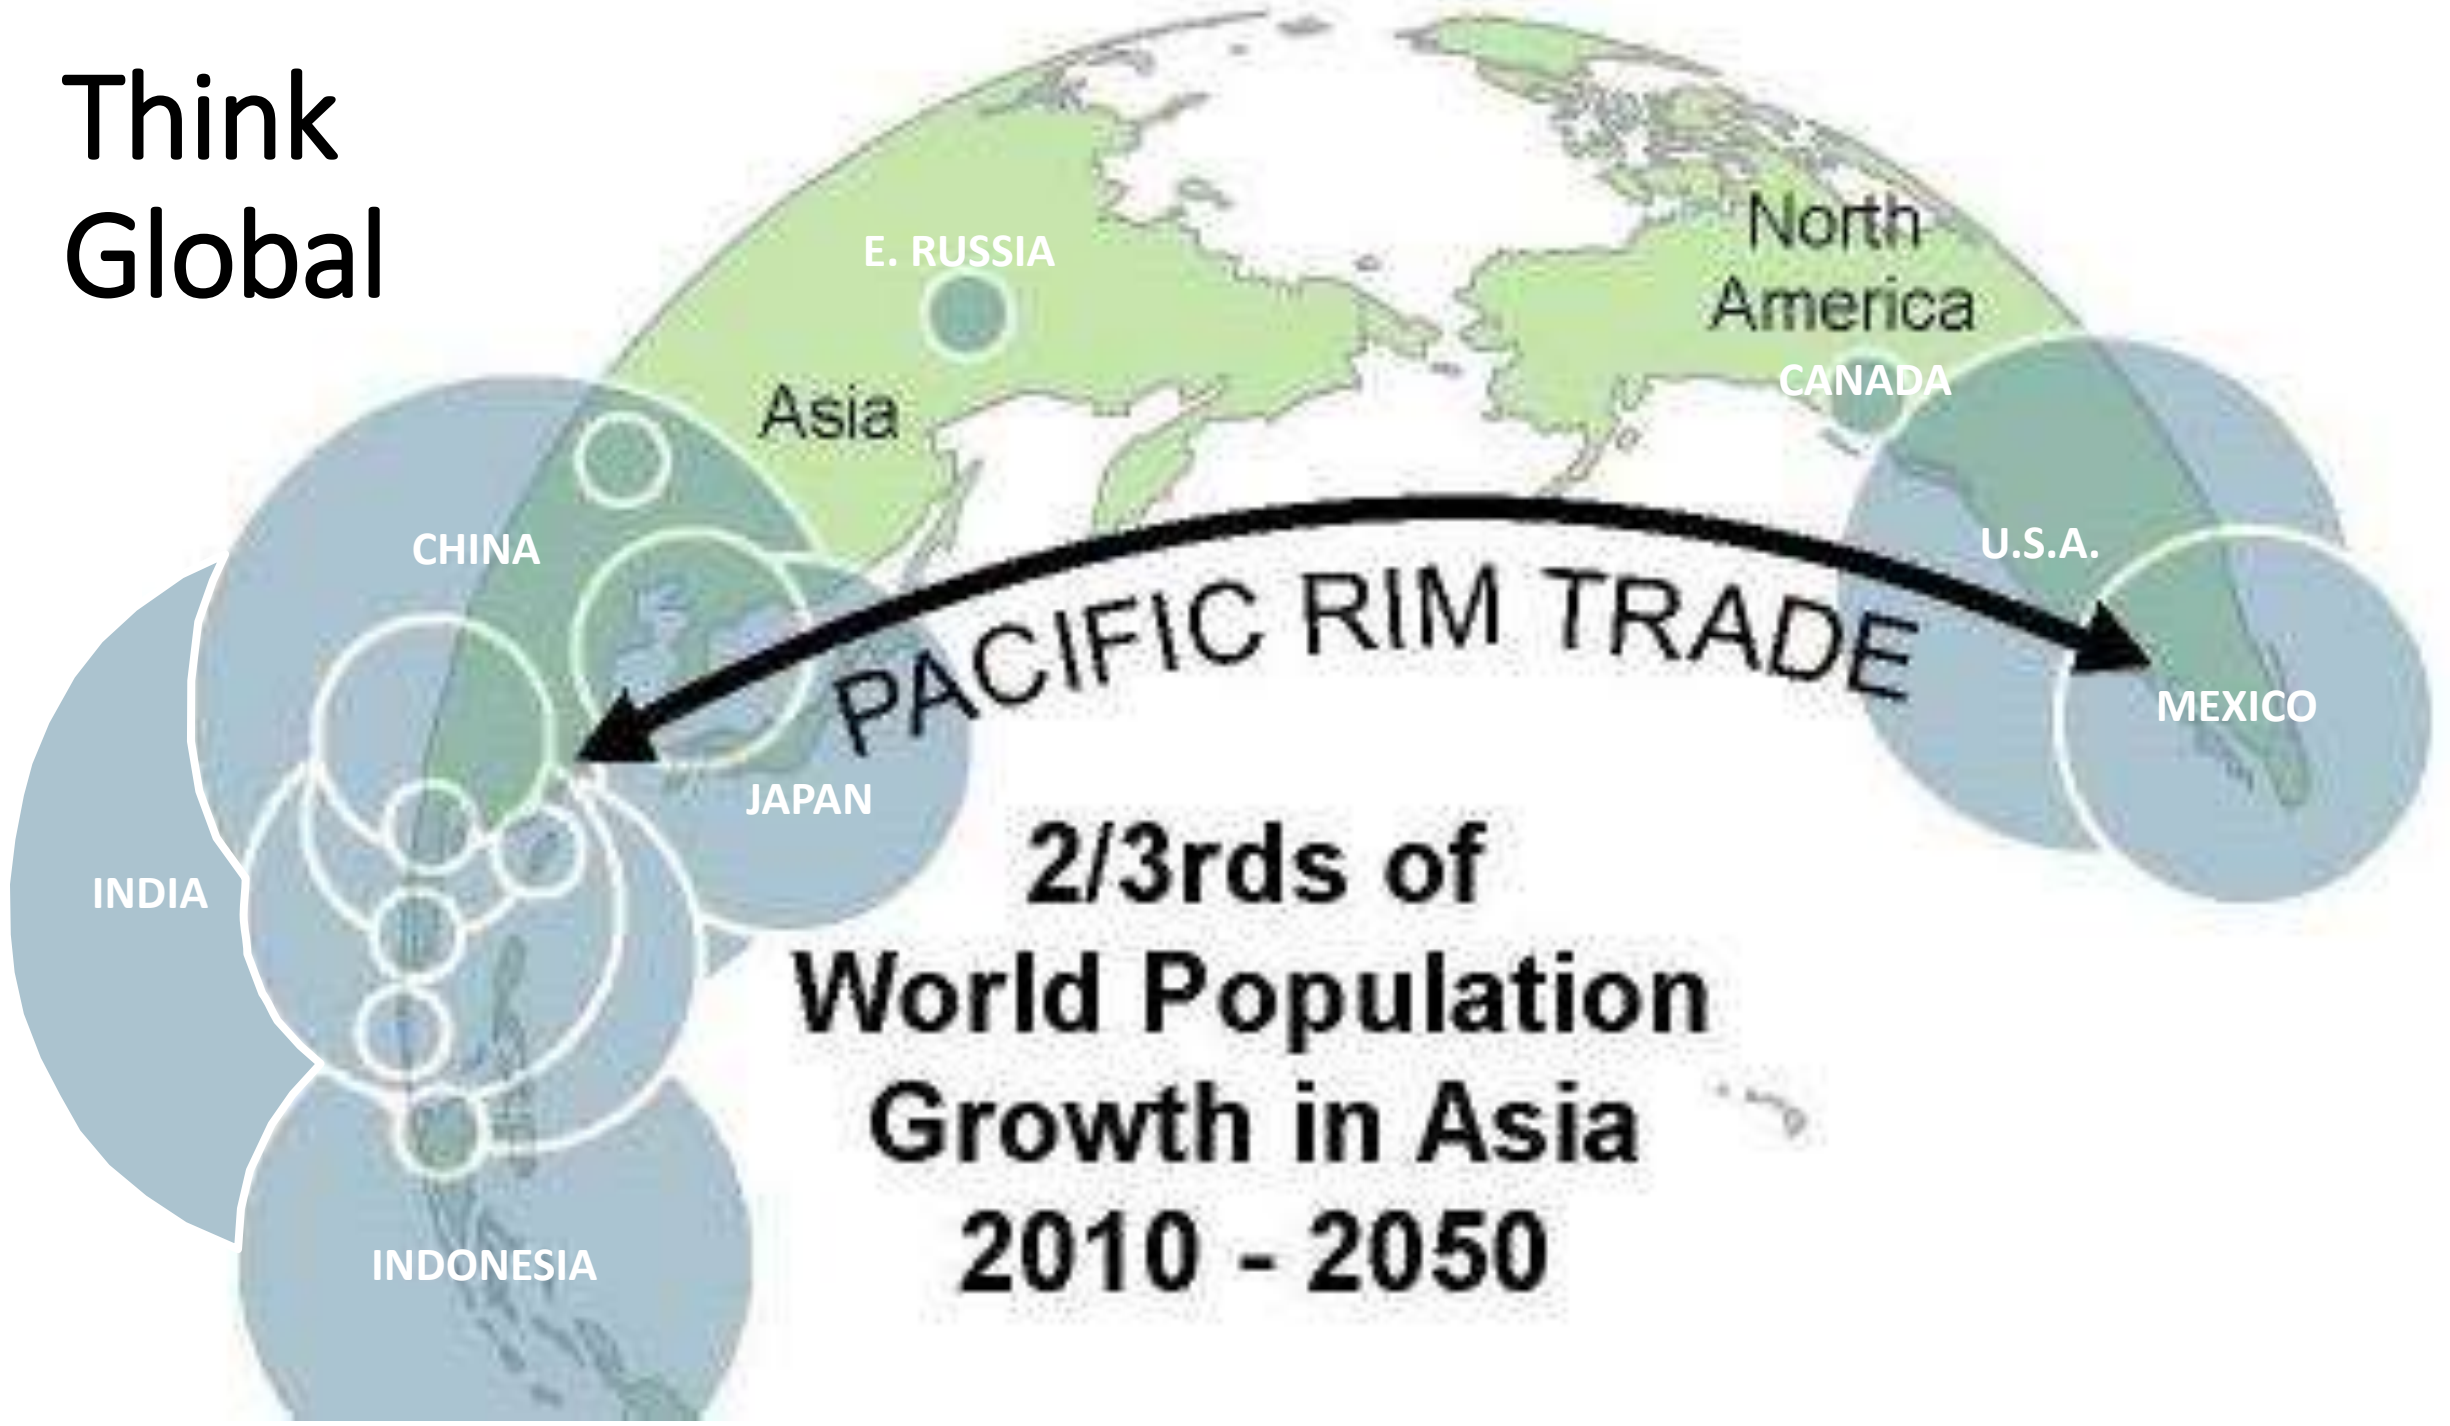 Think
Global
E. RUSSIA
North
America
CANADA
Asia
CHINA
U.S.A.
PACIFIC RIM TRADE
MEXICO
JAPAN
INDIA
2/3rds of
World Population
Growth in Asia
2010 - 2050
INDONESIA